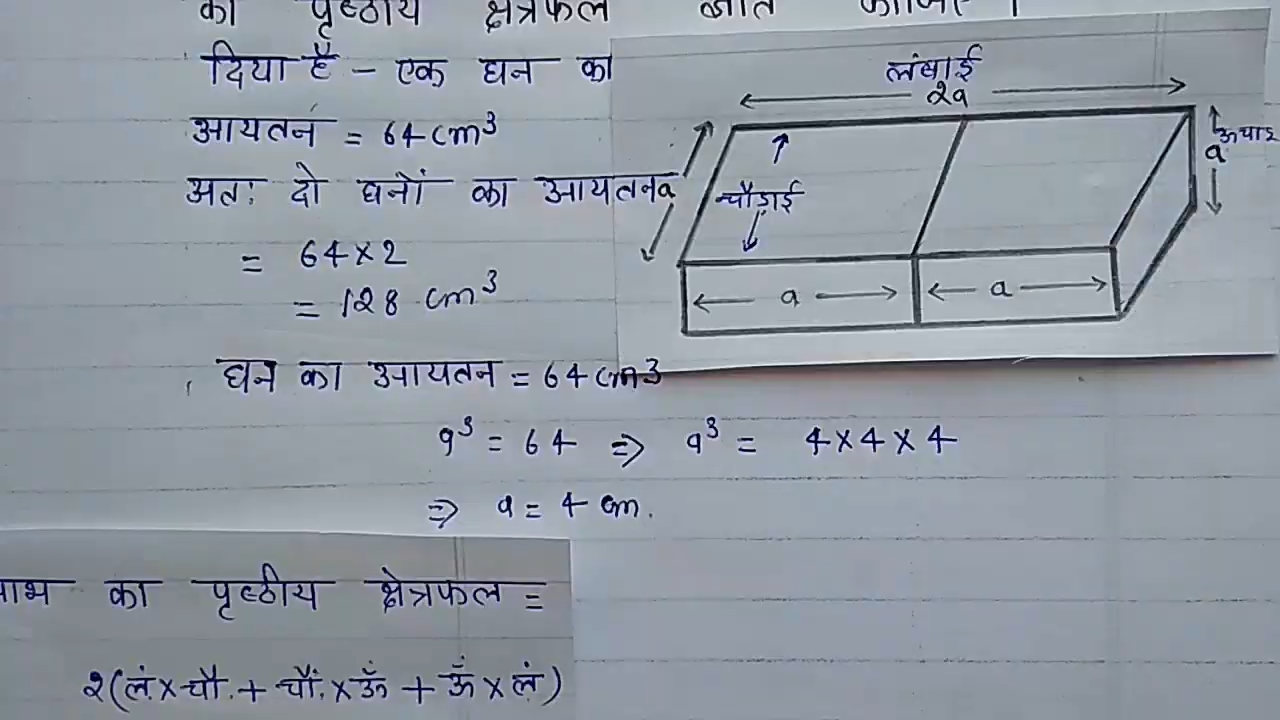 का पृष्ठीय क्षेत्रफल ज्ञात कीजिए ।
दिया है - एक घन का
आयतन = 64 cm³
अतः दो घनों का आयतन
= 64 × 2
= 128 cm³
लंबाई
2a
a
चौड़ाई
ऊंचाई
a
a
a
घन का आयतन = 64 cm³
a³ = 64 ⇒ a³ = 4 × 4 × 4
⇒ a = 4 cm.
का पृष्ठीय क्षेत्रफल =
2(लं. × चौ. + चौ. × ऊँ + ऊँ × लं)